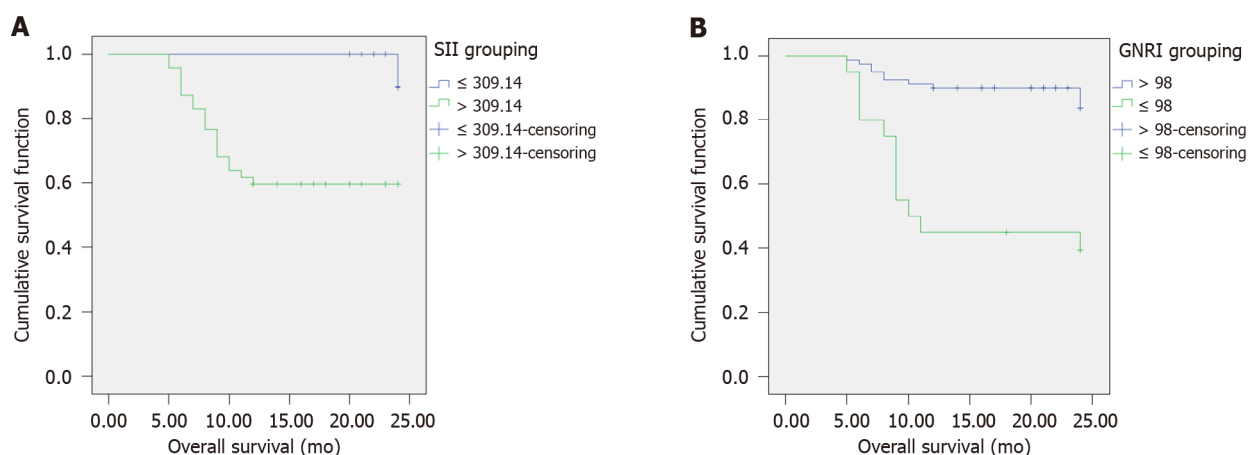 A
SII grouping
≤ 309.14
> 309.14
≤ 309.14-censoring
> 309.14-censoring
Cumulative survival function
1.0
0.8
0.6
0.4
0.2
0.0
0.00 5.00 10.00 15.00 20.00 25.00
Overall survival (mo)
B
GNRI grouping
> 98
≤ 98
> 98-censoring
≤ 98-censoring
Cumulative survival function
1.0
0.8
0.6
0.4
0.2
0.0
0.00 5.00 10.00 15.00 20.00 25.00
Overall survival (mo)